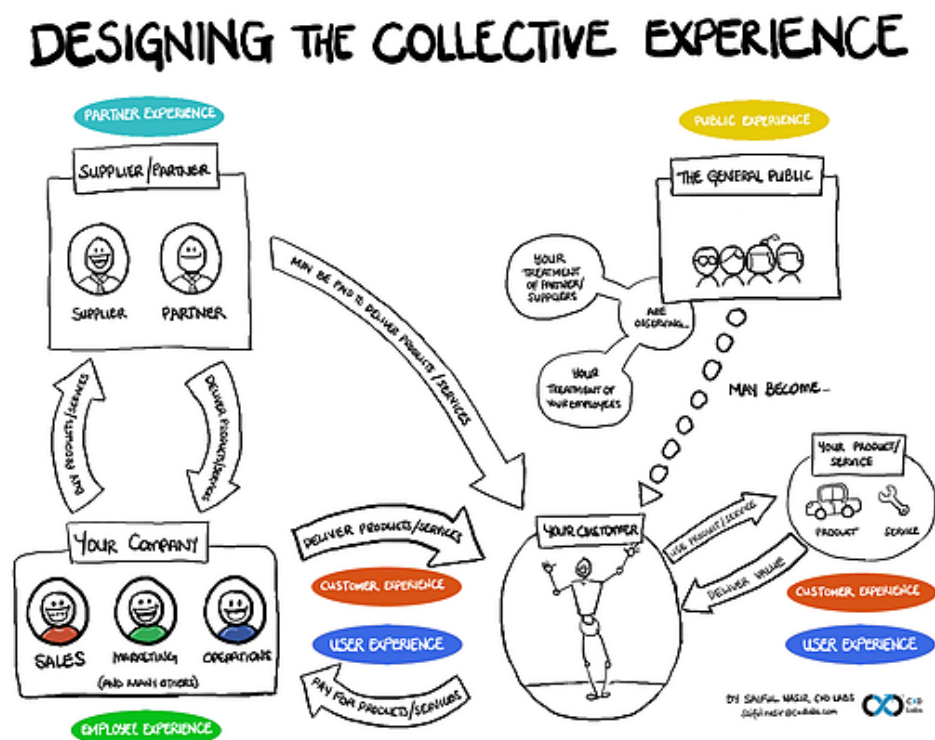 DESIGNING THE COLLECTIVE EXPERIENCE
PARTNER EXPERIENCE
SUPPLIER/PARTNER
SUPPLIER
PARTNER
PUBLIC EXPERIENCE
THE GENERAL PUBLIC
YOUR
TREATMENT
OF PARTNER/
SUPPLIERS
ARE
OBSERVING...
YOUR
TREATMENT OF
YOUR EMPLOYEES
MAY BECOME...
MAY BE PAID TO DELIVER PRODUCTS/SERVICES
BUY PRODUCTS/SERVICES
DELIVER PRODUCTS/SERVICES
YOUR COMPANY
SALES
MARKETING
OPERATIONS
(AND MANY OTHERS)
EMPLOYEE EXPERIENCE
DELIVER PRODUCTS/SERVICES
CUSTOMER EXPERIENCE
USER EXPERIENCE
PAY FOR PRODUCTS/SERVICES
YOUR CUSTOMER
USE PRODUCT/SERVICE
DELIVER VALUE
YOUR PRODUCT/
SERVICE
PRODUCT
SERVICE
CUSTOMER EXPERIENCE
USER EXPERIENCE
BY SAIFUL NASIR, CXD LABS
CXD
Labs